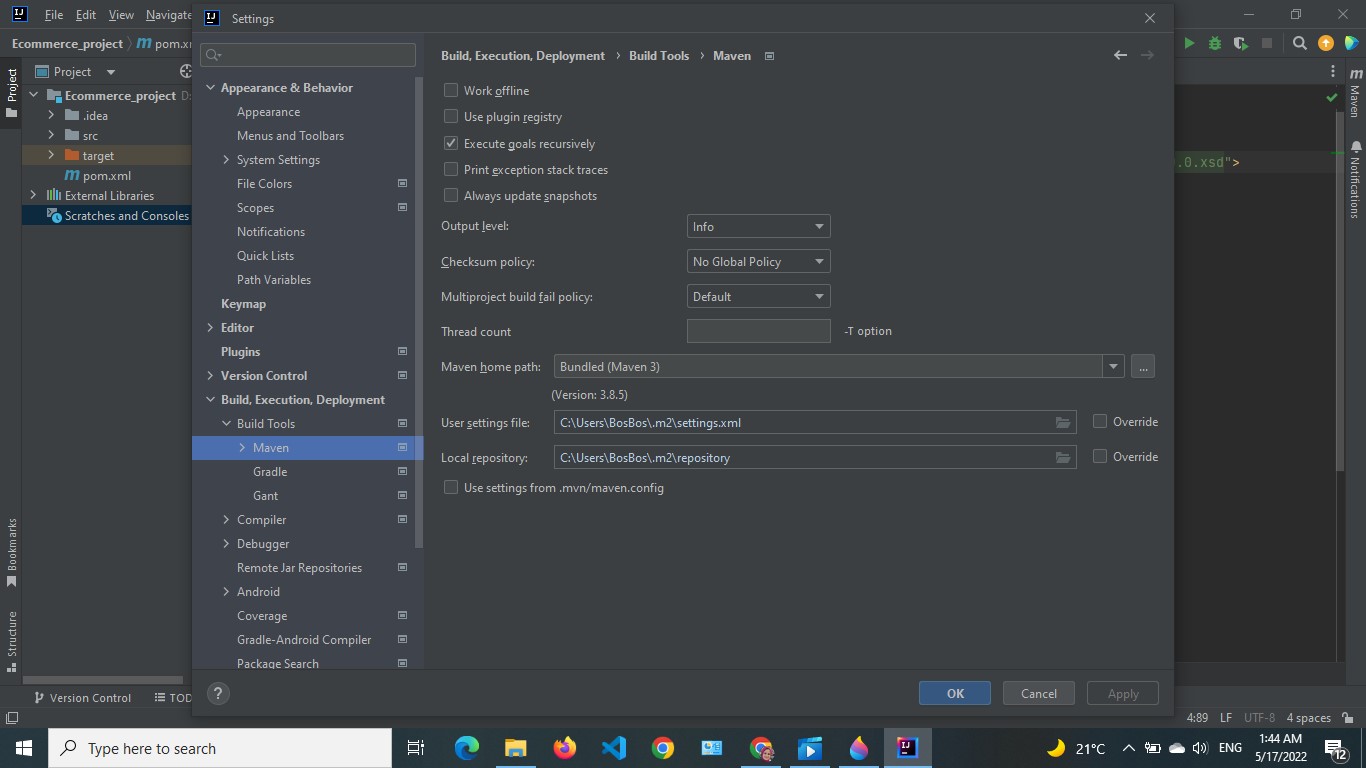 IJ File Edit View Navigate
Ecommerce_project pom.x
Project
Ecommerce_project D:
.idea
src
target
pom.xml
External Libraries
Scratches and Consoles
Project
Bookmarks
Structure
IJ Settings
Appearance & Behavior
Appearance
Menus and Toolbars
System Settings
File Colors
Scopes
Notifications
Quick Lists
Path Variables
Keymap
Editor
Plugins
Version Control
Build, Execution, Deployment
Build Tools
Maven
Gradle
Gant
Compiler
Debugger
Remote Jar Repositories
Android
Coverage
Gradle-Android Compiler
Package Search
Build, Execution, Deployment › Build Tools › Maven
Work offline
Use plugin registry
Execute goals recursively
Print exception stack traces
Always update snapshots
Output level: Info
Checksum policy: No Global Policy
Multiproject build fail policy: Default
Thread count -T option
Maven home path: Bundled (Maven 3) ...
(Version: 3.8.5)
User settings file: C:\Users\BosBos\.m2\settings.xml Override
Local repository: C:\Users\BosBos\.m2\repository Override
Use settings from .mvn/maven.config
? OK Cancel Apply
.0.xsd">
m Maven
Notifications
Version Control TOD
4:89 LF UTF-8 4 spaces
Type here to search
21°C ENG 1:44 AM
5/17/2022
12